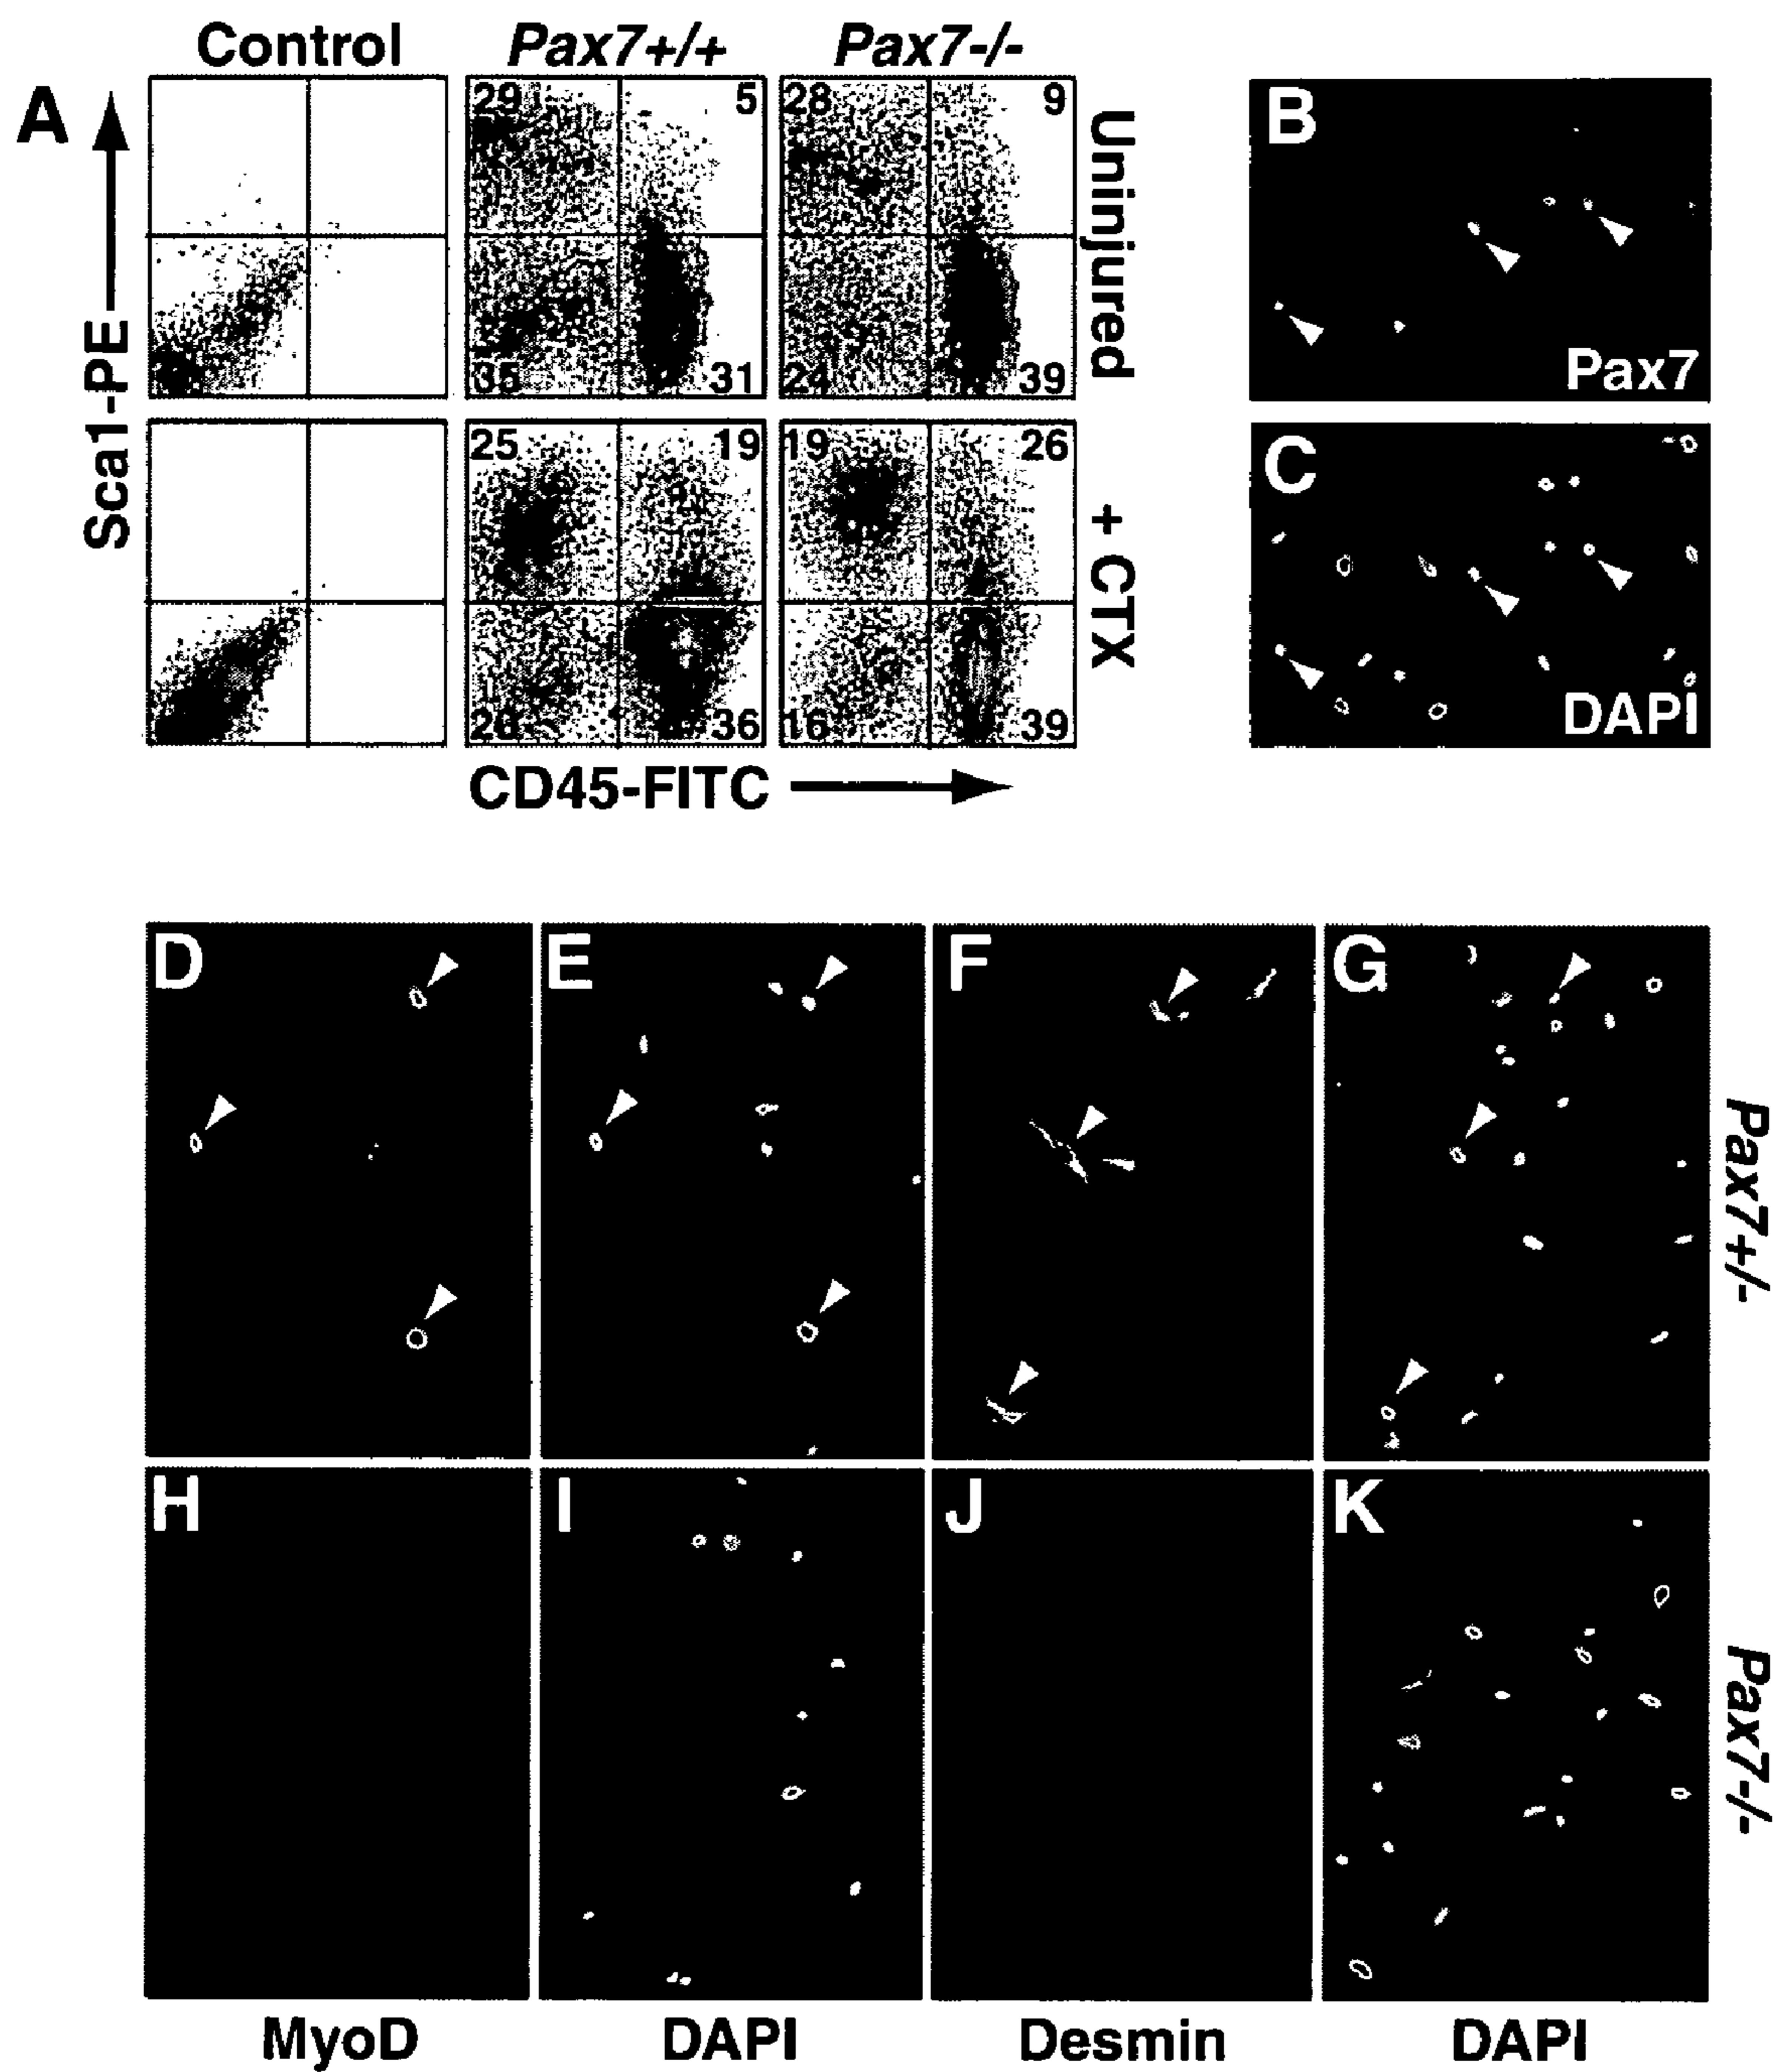 Control Pax7+/+ Pax7-/-
A
Sca1-PE
29 5
35 31
28 9
24 39
Uninjured
25 19
36
19 26
16 39
+ CTX
CD45-FITC
B
Pax7
C
DAPI
D E F G
Pax7+/-
H I J K
Pax7-/-
MyoD DAPI Desmin DAPI